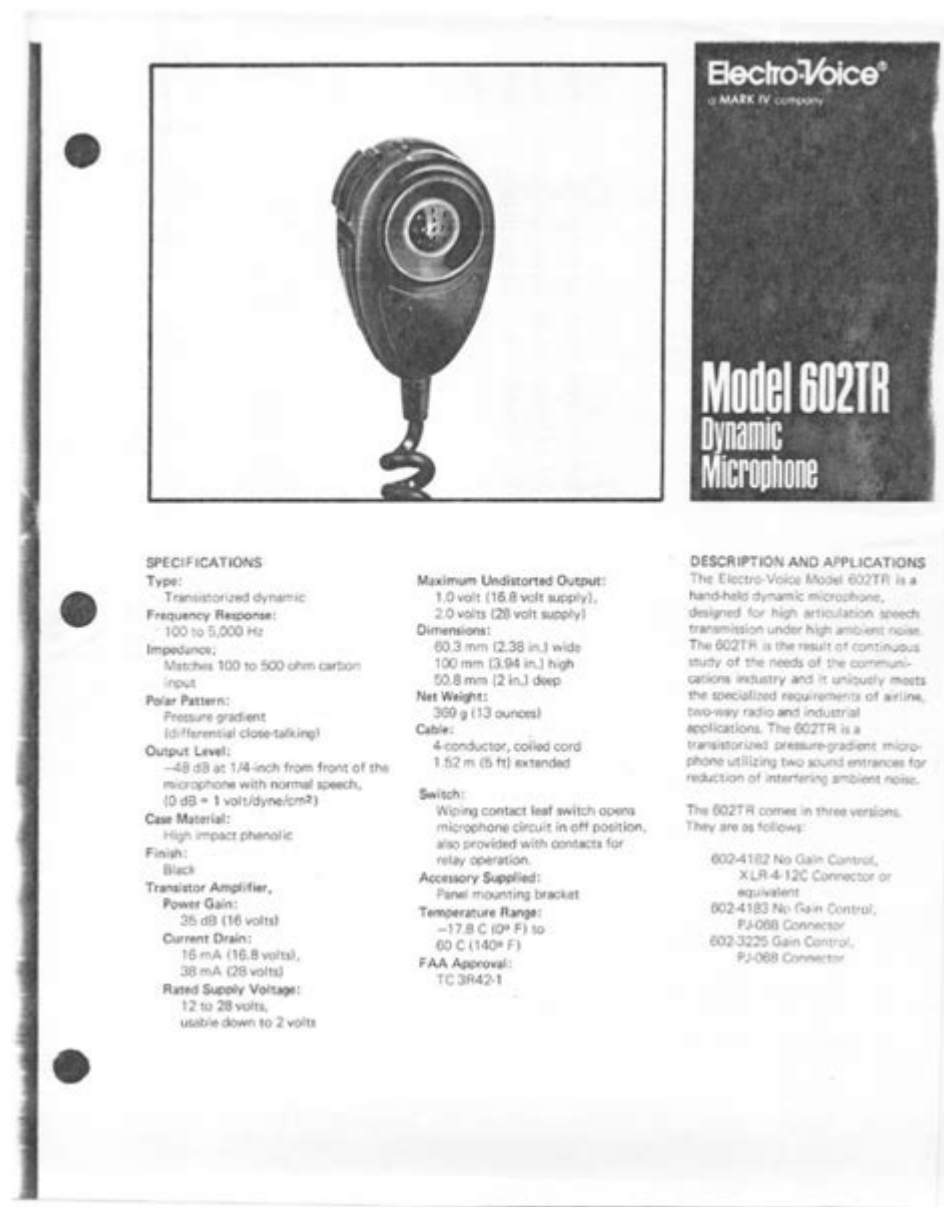 Electro-Voice®
a MARK IV company
Model 602TR
Dynamic
Microphone
SPECIFICATIONS
Type:
Transistorized dynamic
Frequency Response:
100 to 5,000 Hz
Impedance:
Matches 100 to 500 ohm carbon
input
Polar Pattern:
Pressure gradient
(differential close-talking)
Output Level:
−48 dB at 1/4-inch from front of the
microphone with normal speech,
(0 dB = 1 volt/dyne/cm²)
Case Material:
High impact phenolic
Finish:
Black
Transistor Amplifier,
Power Gain:
35 dB (16 volts)
Current Drain:
16 mA (16.8 volts),
38 mA (28 volts)
Rated Supply Voltage:
12 to 28 volts,
usable down to 2 volts
Maximum Undistorted Output:
1.0 volt (16.8 volt supply),
2.0 volts (28 volt supply)
Dimensions:
60.3 mm (2.38 in.) wide
100 mm (3.94 in.) high
50.8 mm (2 in.) deep
Net Weight:
369 g (13 ounces)
Cable:
4-conductor, coiled cord
1.52 m (5 ft) extended
Switch:
Wiping contact leaf switch opens
microphone circuit in off position,
also provided with contacts for
relay operation.
Accessory Supplied:
Panel mounting bracket
Temperature Range:
−17.8 C (0° F) to
60 C (140° F)
FAA Approval:
TC 3R42-1
DESCRIPTION AND APPLICATIONS
The Electro-Voice Model 602TR is a
hand-held dynamic microphone,
designed for high articulation speech
transmission under high ambient noise.
The 602TR is the result of continuous
study of the needs of the communi-
cations industry and it uniquely meets
the specialized requirements of airline,
two-way radio and industrial
applications. The 602TR is a
transistorized pressure-gradient micro-
phone utilizing two sound entrances for
reduction of interfering ambient noise.
The 602TR comes in three versions.
They are as follows:
602-4182 No Gain Control,
XLR-4-12C Connector or
equivalent
602-4183 No Gain Control,
PJ-068 Connector
602-3225 Gain Control,
PJ-068 Connector